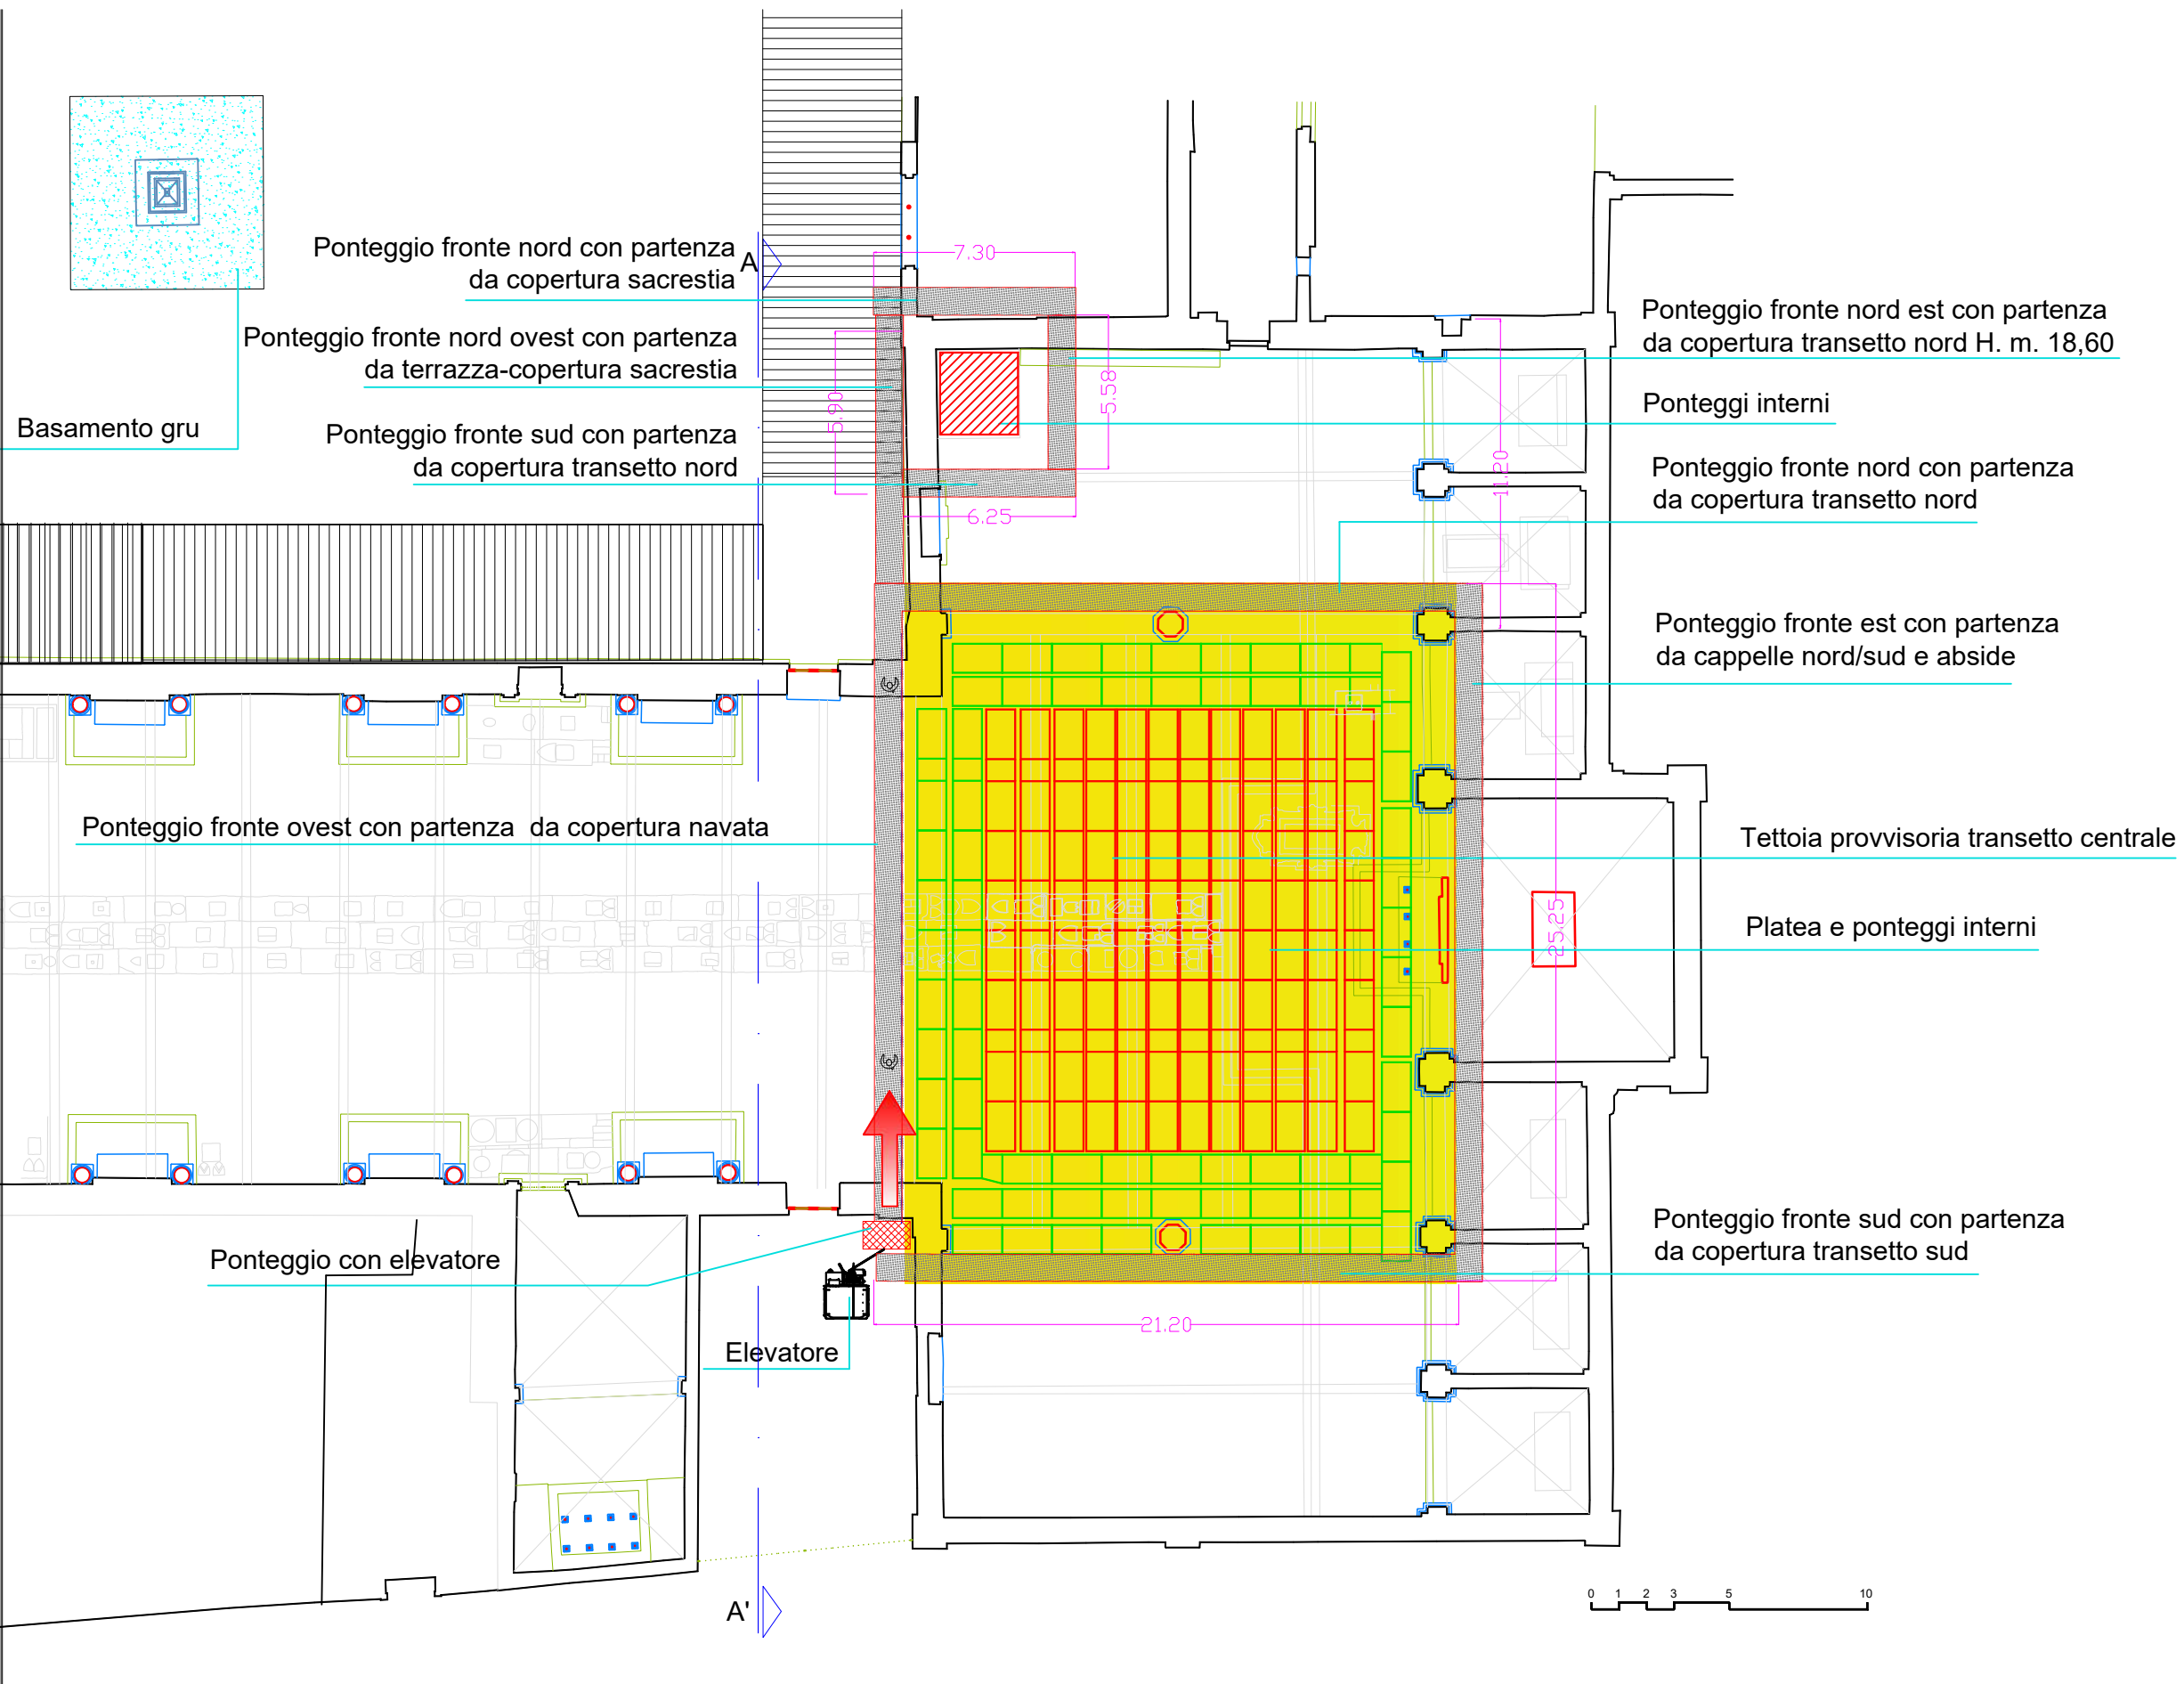 Ponteggio fronte nord con partenza
da copertura sacrestia
A
7.30
Ponteggio fronte nord ovest con partenza
da terrazza-copertura sacrestia
Ponteggio fronte nord est con partenza
da copertura transetto nord H. m. 18,60
5.90
5.58
Ponteggi interni
Basamento gru
Ponteggio fronte sud con partenza
da copertura transetto nord
11.20
Ponteggio fronte nord con partenza
da copertura transetto nord
6.25
Ponteggio fronte est con partenza
da cappelle nord/sud e abside
Ponteggio fronte ovest con partenza da copertura navata
Tettoia provvisoria transetto centrale
25.25
Platea e ponteggi interni
Ponteggio con elevatore
Ponteggio fronte sud con partenza
da copertura transetto sud
21.20
Elevatore
A'
0 1 2 3 5 10